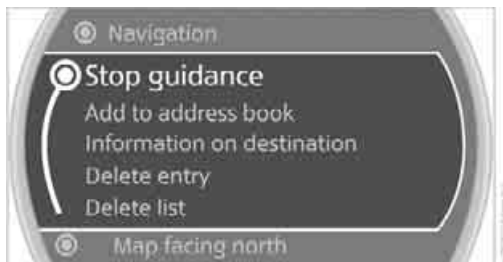 Navigation
Stop guidance
Add to address book
Information on destination
Delete entry
Delete list
Map facing north